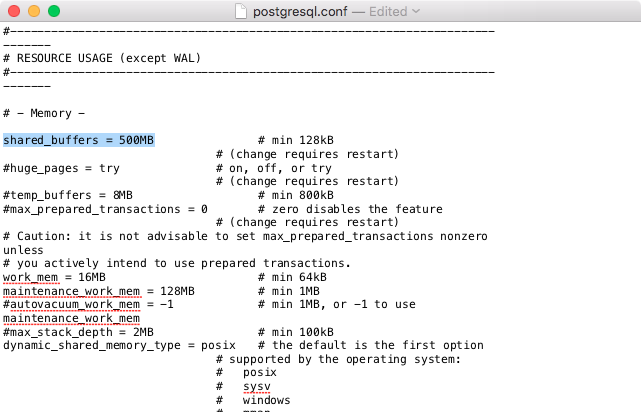 postgresql.conf — Edited
#------------------------------------------------------------------------
-------
# RESOURCE USAGE (except WAL)
#------------------------------------------------------------------------
-------
# - Memory -
shared_buffers = 500MB # min 128kB
# (change requires restart)
#huge_pages = try # on, off, or try
# (change requires restart)
#temp_buffers = 8MB # min 800kB
#max_prepared_transactions = 0 # zero disables the feature
# (change requires restart)
# Caution: it is not advisable to set max_prepared_transactions nonzero
unless
# you actively intend to use prepared transactions.
work_mem = 16MB # min 64kB
maintenance_work_mem = 128MB # min 1MB
#autovacuum_work_mem = -1 # min 1MB, or -1 to use
maintenance_work_mem
#max_stack_depth = 2MB # min 100kB
dynamic_shared_memory_type = posix # the default is the first option
# supported by the operating system:
# posix
# sysv
# windows